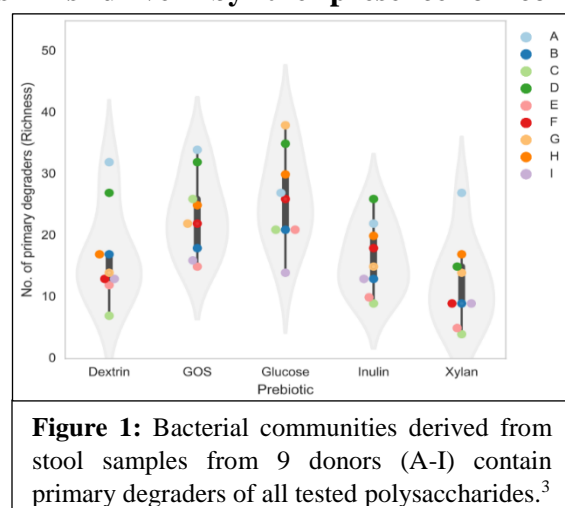 50
40
30
20
10
0
No. of primary degraders (Richness)
Dextrin GOS Glucose Inulin Xylan
Prebiotic
A
B
C
D
E
F
G
H
I
Figure 1: Bacterial communities derived from
stool samples from 9 donors (A-I) contain
primary degraders of all tested polysaccharides.³